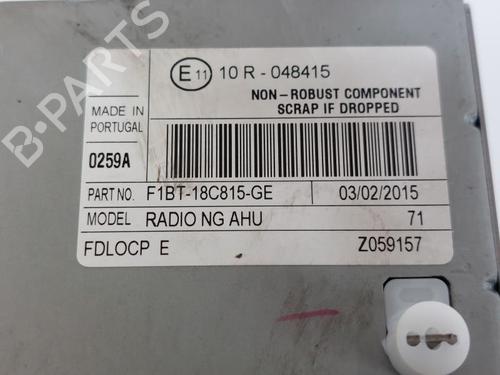 E 11 10 R - 048415
NON - ROBUST COMPONENT
SCRAP IF DROPPED
MADE IN
PORTUGAL
0259A
PART NO. F1BT-18C815-GE 03/02/2015
MODEL RADIO NG AHU 71
FDLOCP E Z059157
B-PARTS